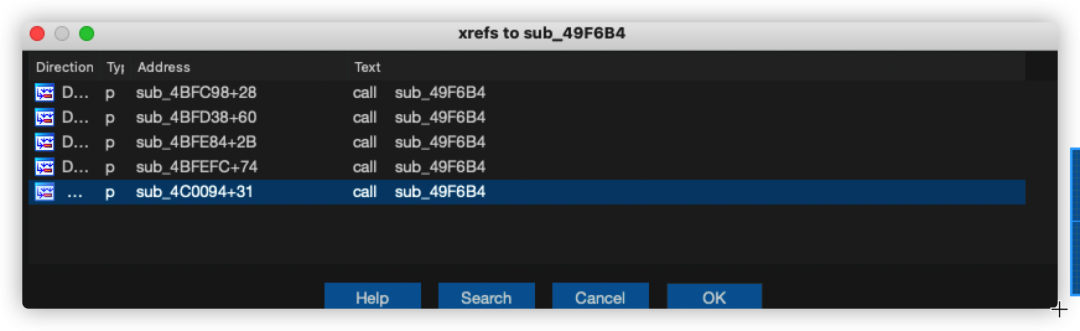 xrefs to sub_49F6B4
Direction Typ Address Text
D... p sub_4BFC98+28 call sub_49F6B4
D... p sub_4BFD38+60 call sub_49F6B4
D... p sub_4BFE84+2B call sub_49F6B4
D... p sub_4BFEFC+74 call sub_49F6B4
... p sub_4C0094+31 call sub_49F6B4
Help Search Cancel OK